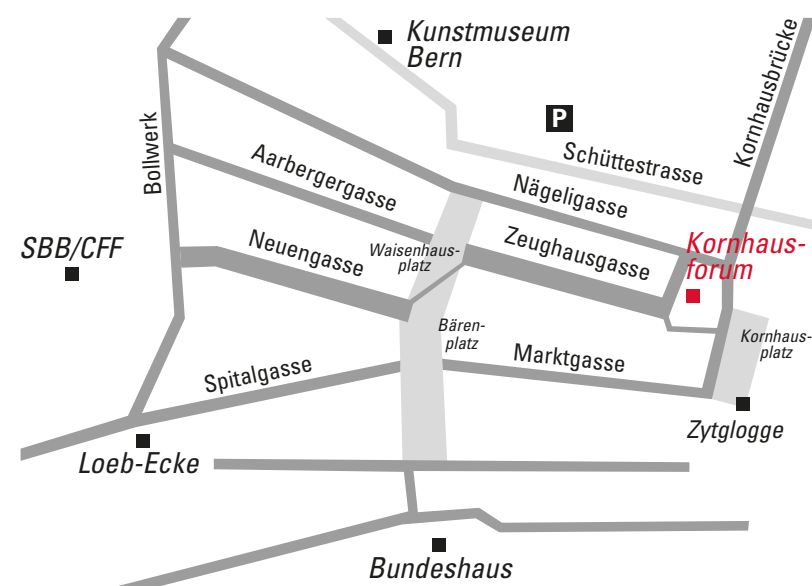 Kunstmuseum
Bern
Kornhausbrücke
P
Bollwerk
Schüttestrasse
Aarbergergasse
Nägeligasse
SBB/CFF
Neuengasse
Waisenhaus-
platz
Zeughausgasse
Kornhaus-
forum
Bären-
platz
Kornhaus-
platz
Spitalgasse
Marktgasse
Zytglogge
Loeb-Ecke
Bundeshaus